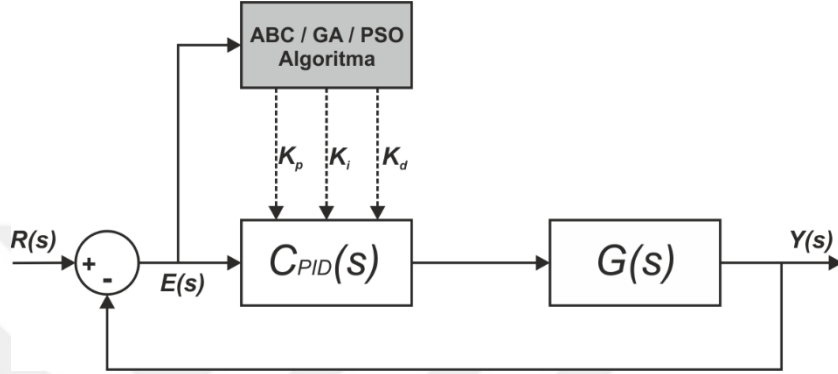 ABC / GA / PSO
Algoritma
Kp Ki Kd
R(s)
+
-
E(s)
CPID(s)
G(s)
Y(s)